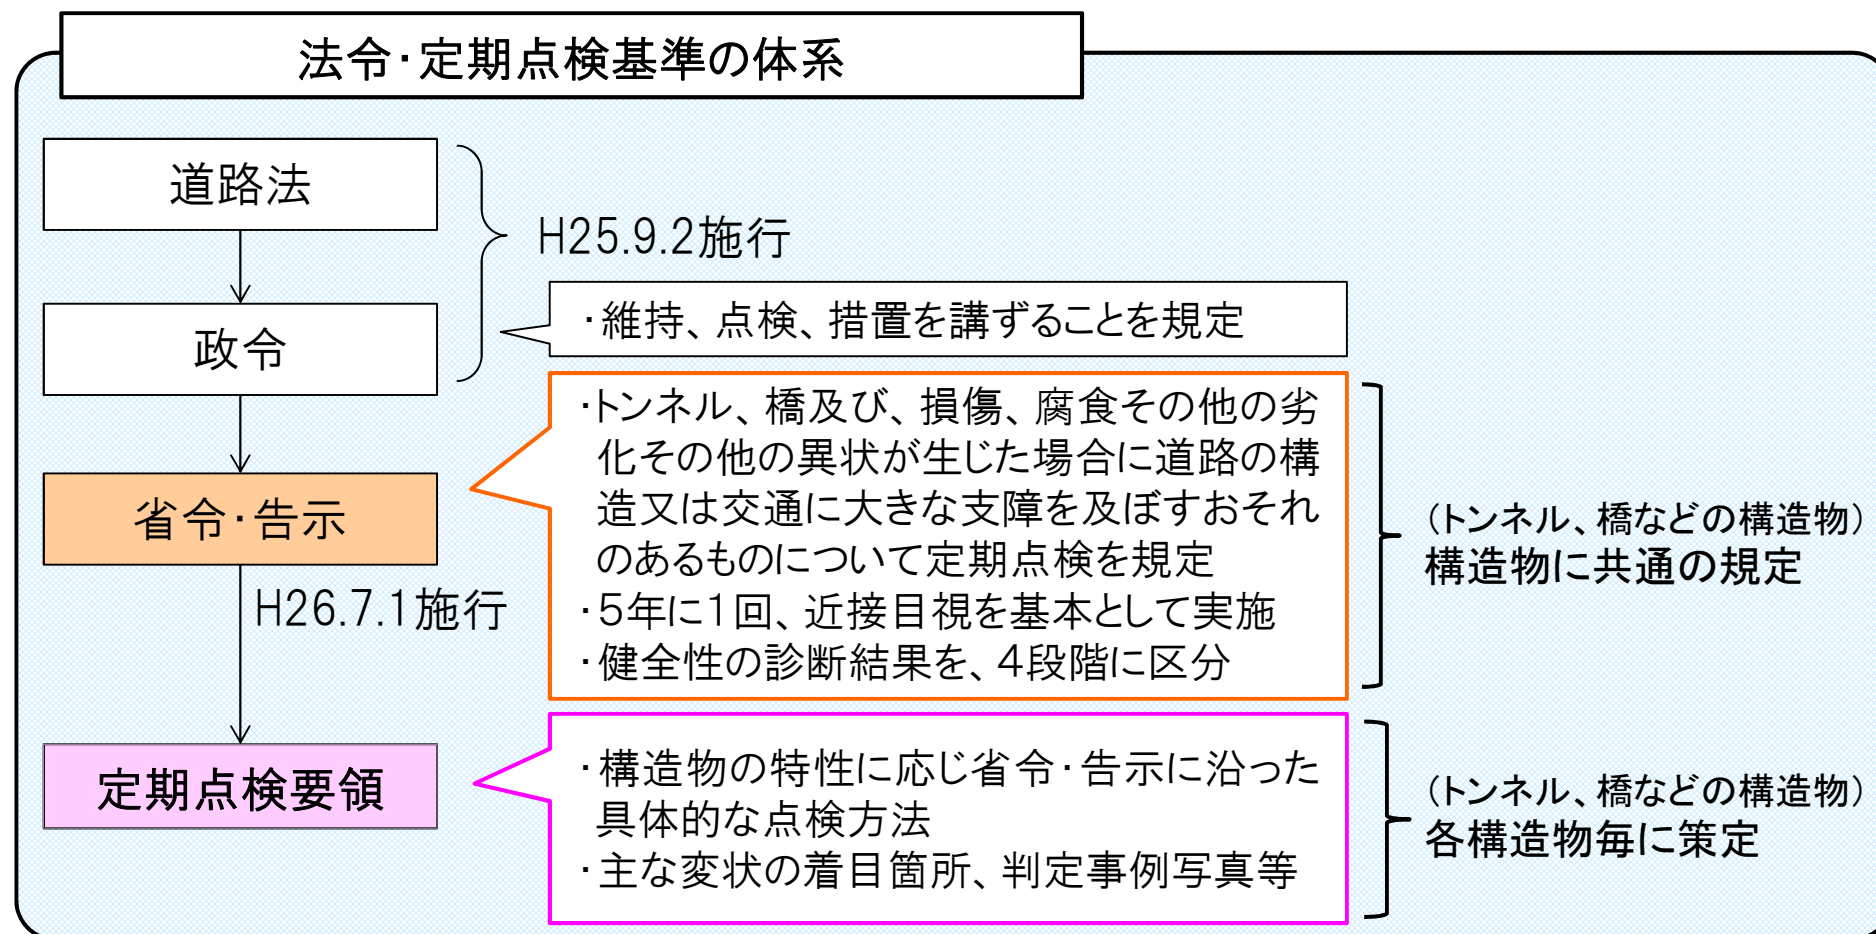 法令・定期点検基準の体系
道路法
H25.9.2施行
政令
・維持、点検、措置を講ずることを規定
省令・告示
・トンネル、橋及び、損傷、腐食その他の劣
化その他の異状が生じた場合に道路の構
造又は交通に大きな支障を及ぼすおそれ
のあるものについて定期点検を規定
・5年に1回、近接目視を基本として実施
・健全性の診断結果を、4段階に区分
(トンネル、橋などの構造物)
構造物に共通の規定
H26.7.1施行
定期点検要領
・構造物の特性に応じ省令・告示に沿った
具体的な点検方法
・主な変状の着目箇所、判定事例写真等
(トンネル、橋などの構造物)
各構造物毎に策定